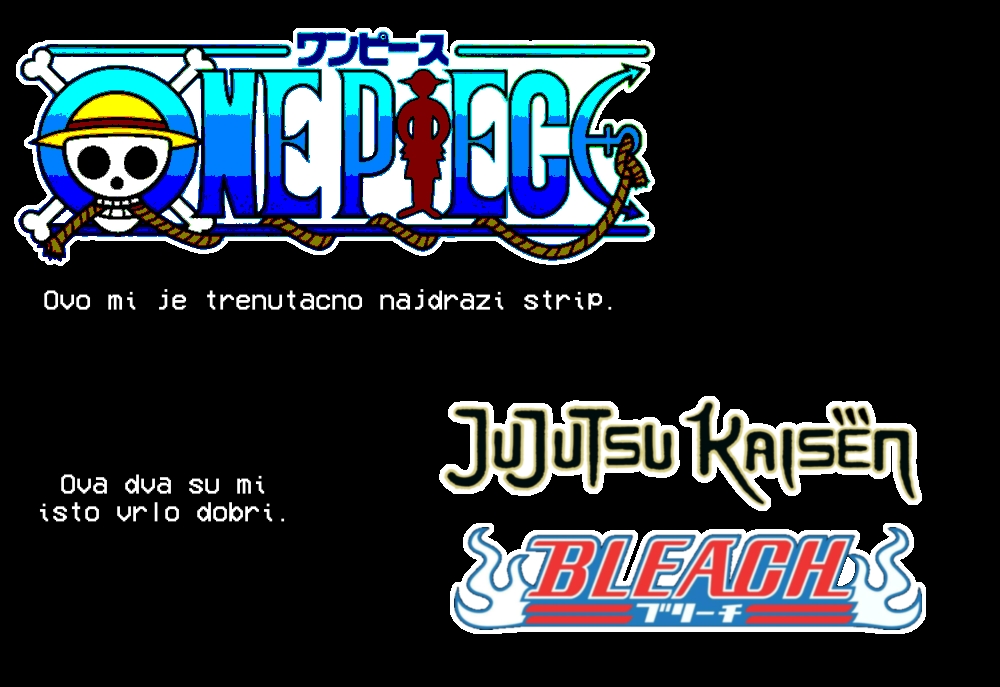 ワンピース
ONE PIECE
Ovo mi je trenutacno najdrazi strip.
JUJUTSU KAISEN
Ova dva su mi
isto vrlo dobri.
BLEACH
ブリーチ